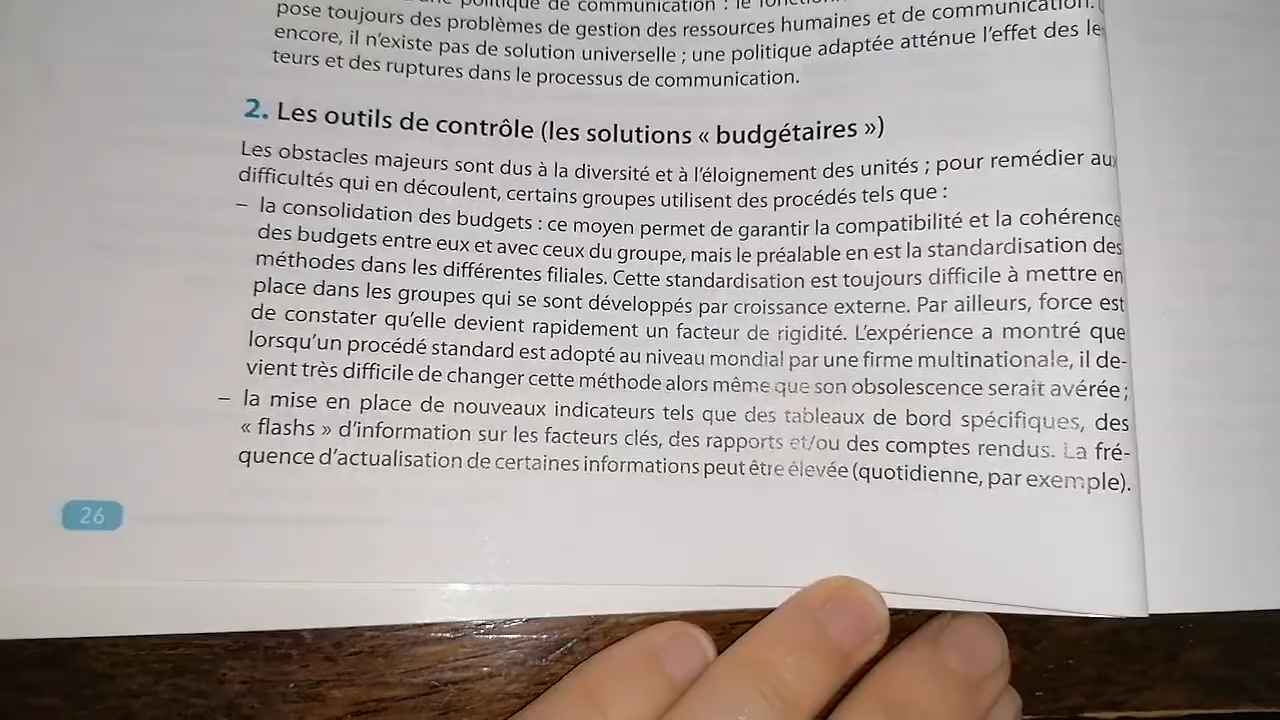 politique de communication : le
pose toujours des problèmes de gestion des ressources humaines et de communication.
encore, il n'existe pas de solution universelle ; une politique adaptée atténue l'effet des
teurs et des ruptures dans le processus de communication.
2. Les outils de contrôle (les solutions « budgétaires »)
Les obstacles majeurs sont dus à la diversité et à l'éloignement des unités ; pour remédier aux
difficultés qui en découlent, certains groupes utilisent des procédés tels que :
– la consolidation des budgets : ce moyen permet de garantir la compatibilité et la cohérence
des budgets entre eux et avec ceux du groupe, mais le préalable en est la standardisation des
méthodes dans les différentes filiales. Cette standardisation est toujours difficile à mettre en
place dans les groupes qui se sont développés par croissance externe. Par ailleurs, force est
de constater qu'elle devient rapidement un facteur de rigidité. L'expérience a montré que
lorsqu'un procédé standard est adopté au niveau mondial par une firme multinationale, il de-
vient très difficile de changer cette méthode alors même que son obsolescence serait avérée ;
– la mise en place de nouveaux indicateurs tels que des tableaux de bord spécifiques, des
« flashs » d'information sur les facteurs clés, des rapports et/ou des comptes rendus. La fré-
quence d'actualisation de certaines informations peut être élevée (quotidienne, par exemple).
26